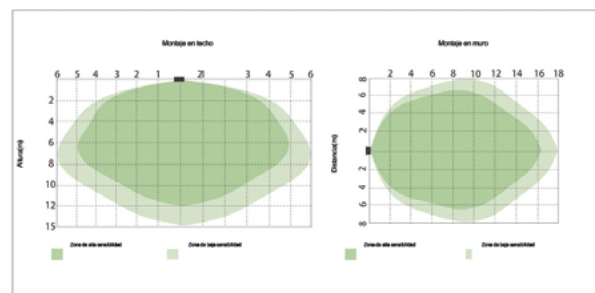 Montaje en techo
6 5 4 3 2 1 2 3 4 5 6
2
4
6
8
10
12
15
Altura(m)
Zona de alta sensibilidad
Zona de baja sensibilidad
Montaje en muro
2 4 6 8 10 12 14 16 18
8
6
4
2
0
2
4
6
8
Distancia(m)
Zona de alta sensibilidad
Zona de baja sensibilidad